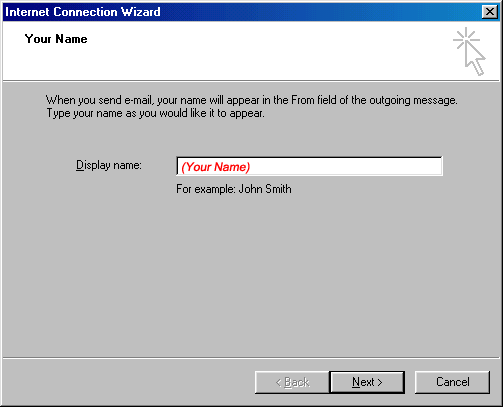 Internet Connection Wizard
Your Name
When you send e-mail, your name will appear in the From field of the outgoing message.
Type your name as you would like it to appear.
Display name:
(Your Name)
For example: John Smith
< Back
Next >
Cancel